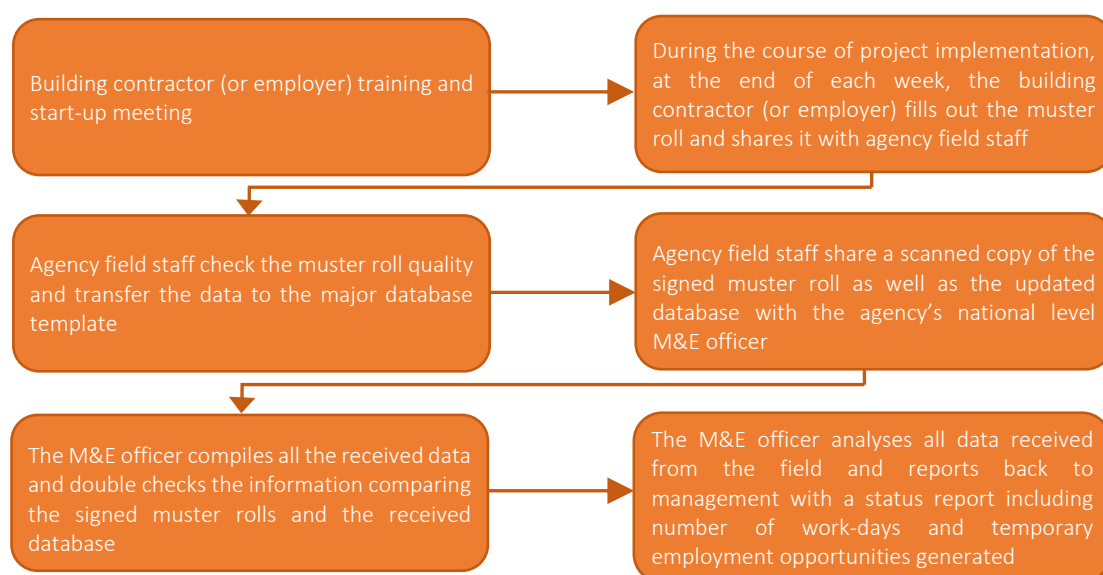 Building contractor (or employer) training and
start-up meeting
During the course of project implementation,
at the end of each week, the building
contractor (or employer) fills out the muster
roll and shares it with agency field staff
Agency field staff check the muster roll quality
and transfer the data to the major database
template
Agency field staff share a scanned copy of the
signed muster roll as well as the updated
database with the agency’s national level
M&E officer
The M&E officer compiles all the received data
and double checks the information comparing
the signed muster rolls and the received
database
The M&E officer analyses all data received
from the field and reports back to
management with a status report including
number of work-days and temporary
employment opportunities generated